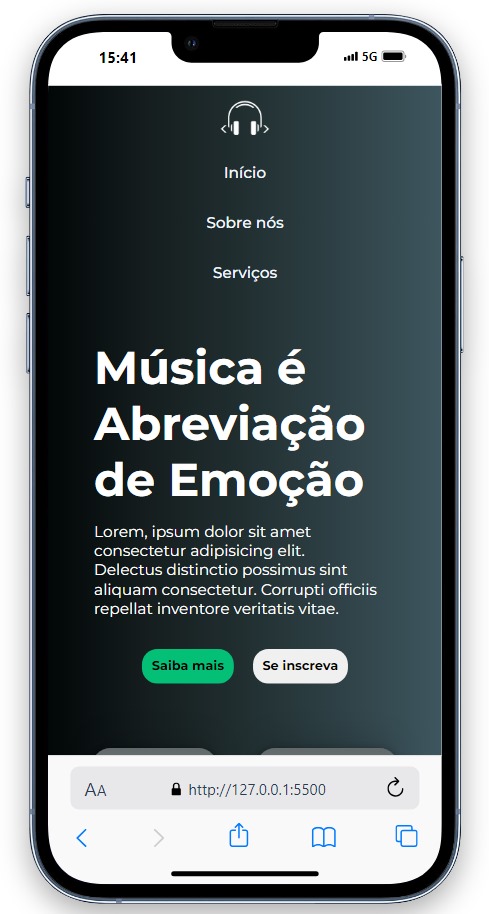 15:41
5G
Início
Sobre nós
Serviços
Música é
Abreviação
de Emoção
Lorem, ipsum dolor sit amet
consectetur adipisicing elit.
Delectus distinctio possimus sint
aliquam consectetur. Corrupti officiis
repellat inventore veritatis vitae.
Saiba mais
Se inscreva
AA
http://127.0.0.1:5500